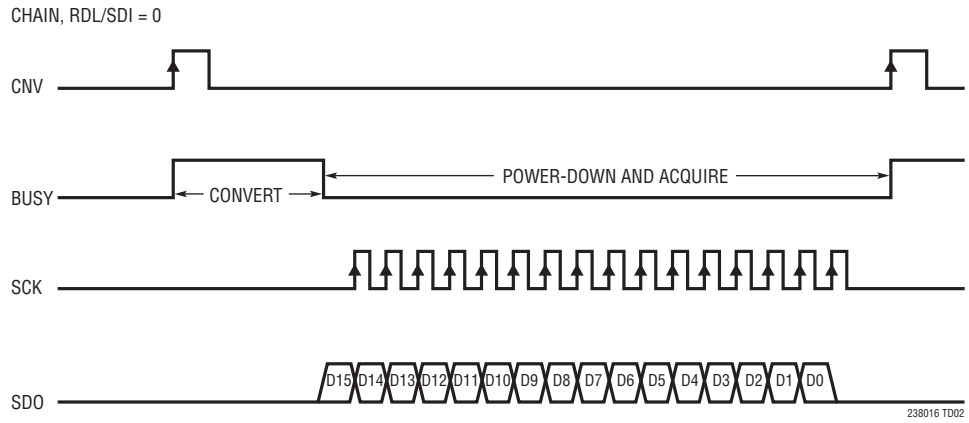 CHAIN, RDL/SDI = 0
CNV
BUSY
CONVERT
POWER-DOWN AND ACQUIRE
SCK
SDO
D15 D14 D13 D12 D11 D10 D9 D8 D7 D6 D5 D4 D3 D2 D1 D0
238016 TD02